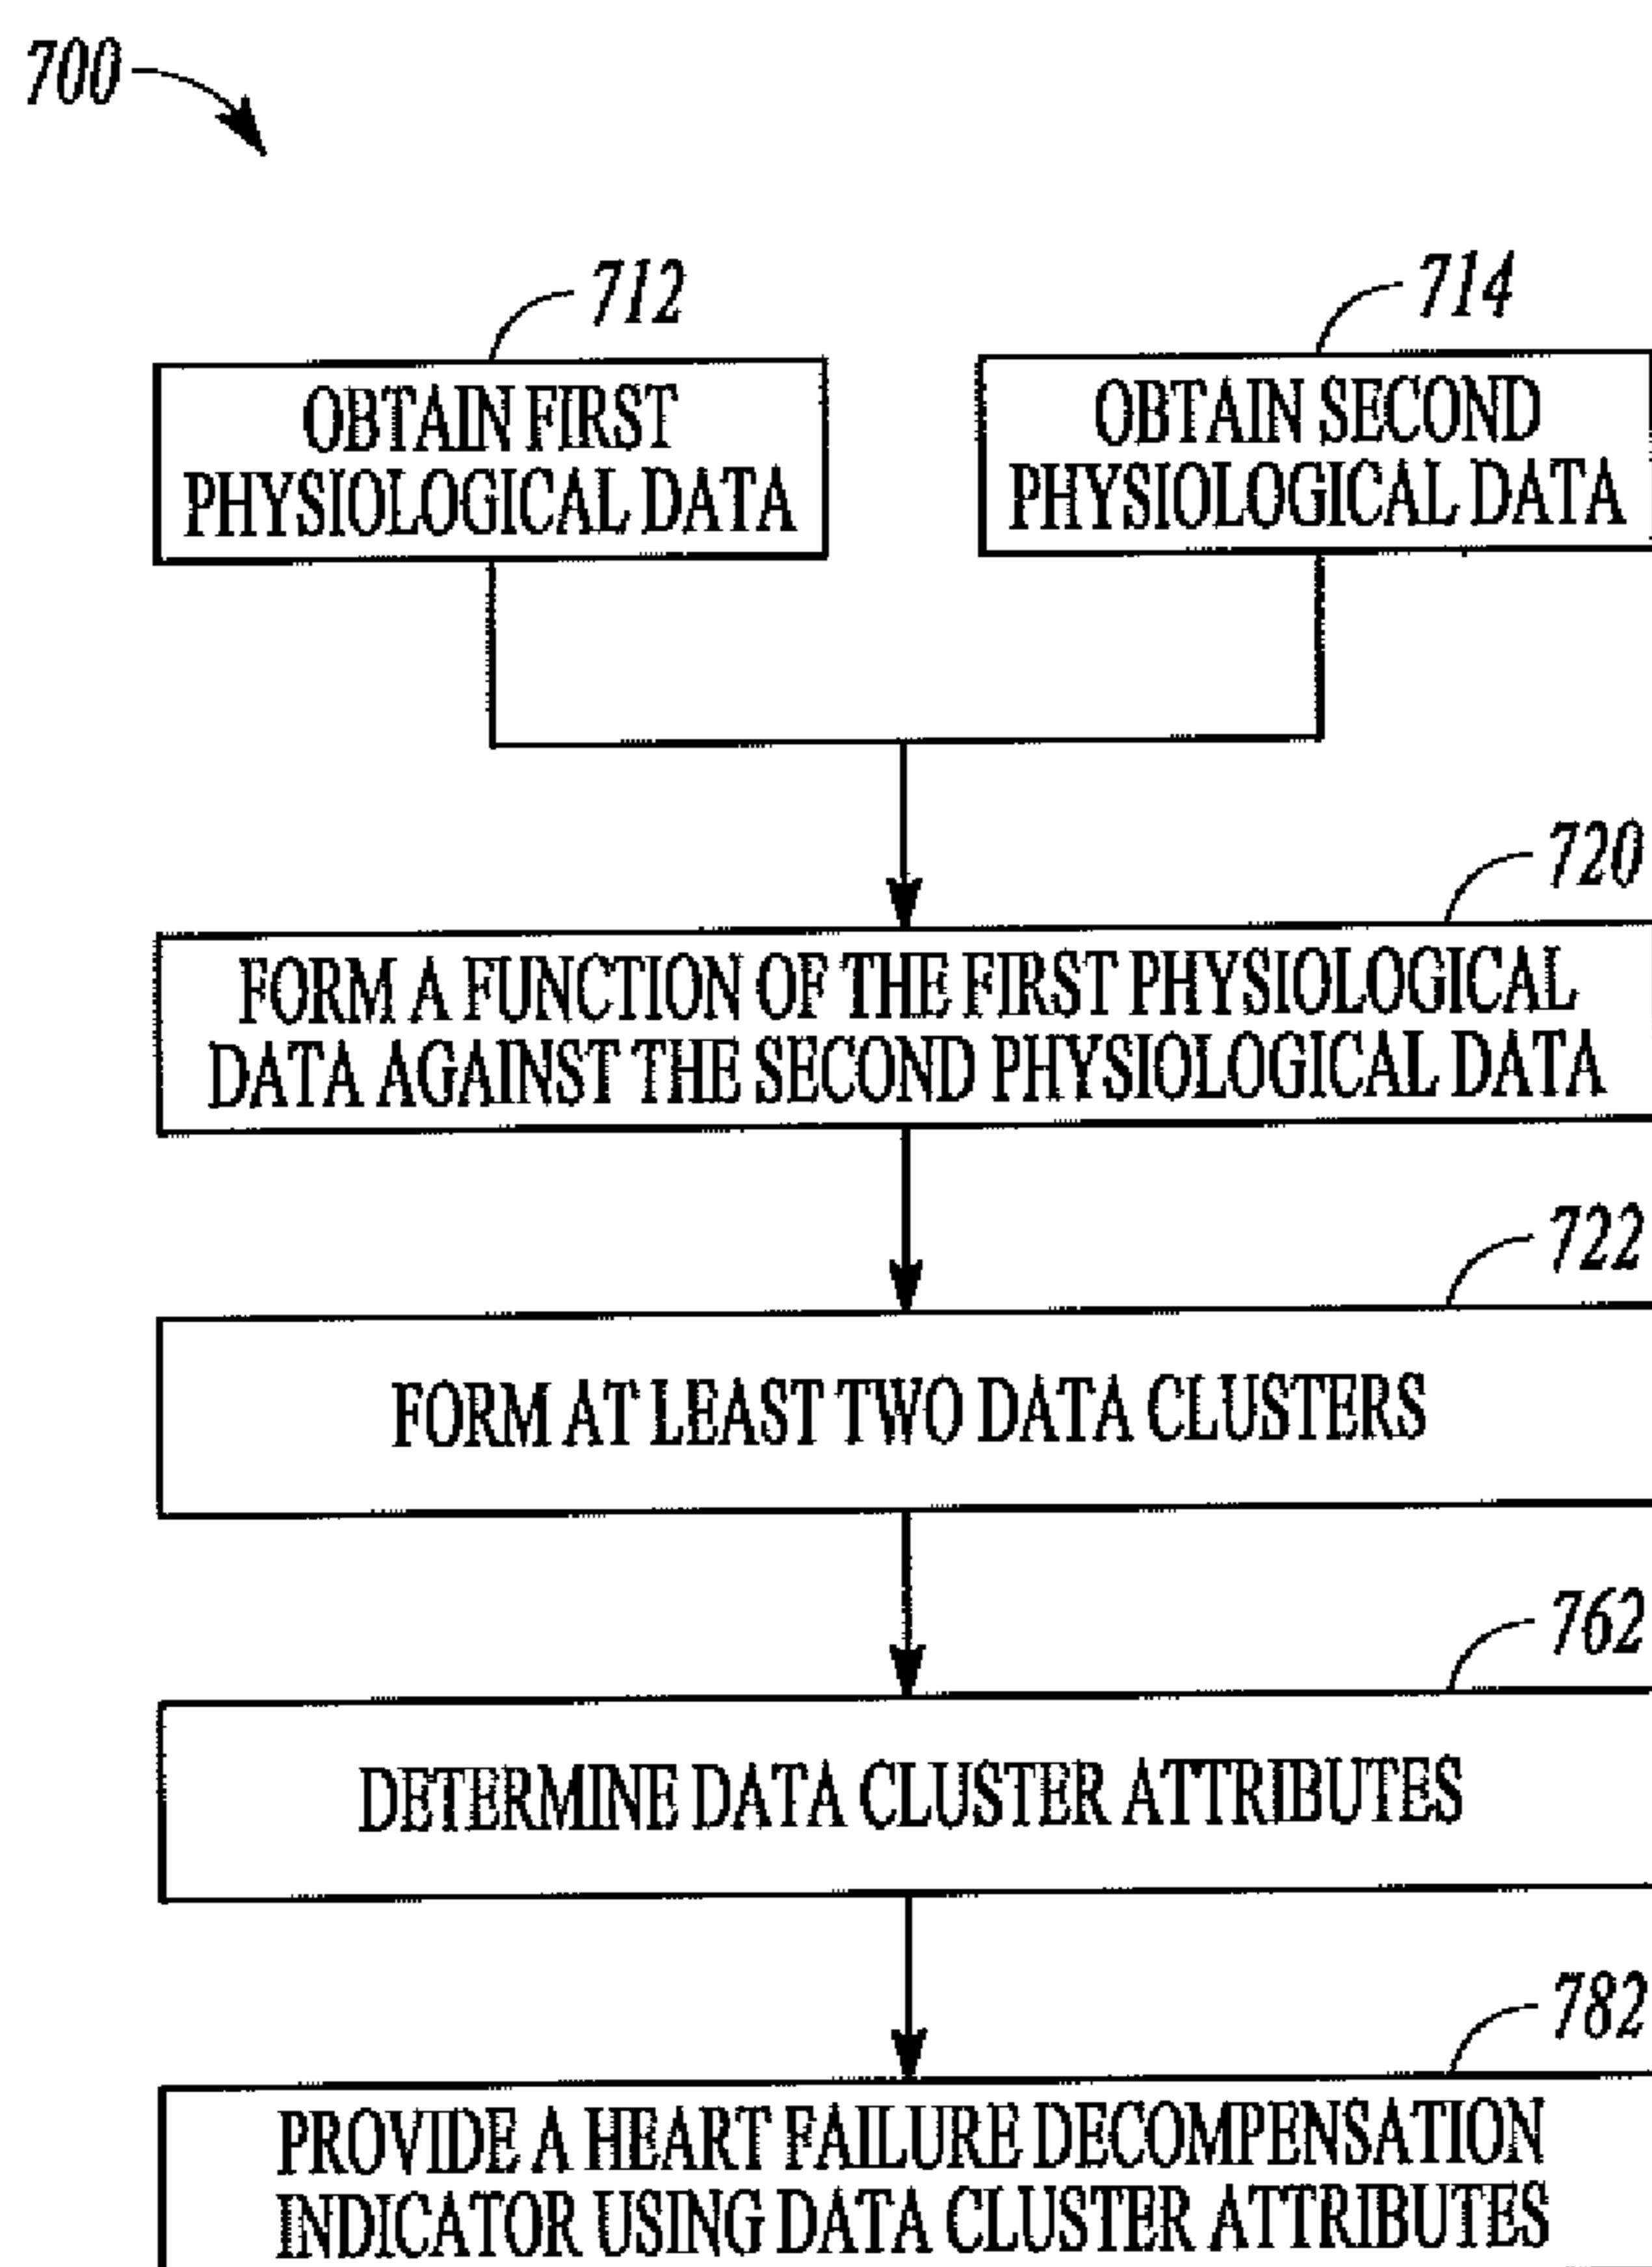 700
712
714
OBTAIN FIRST
PHYSIOLOGICAL DATA
OBTAIN SECOND
PHYSIOLOGICAL DATA
720
FORM A FUNCTION OF THE FIRST PHYSIOLOGICAL
DATA AGAINST THE SECOND PHYSIOLOGICAL DATA
722
FORM AT LEAST TWO DATA CLUSTERS
762
DETERMINE DATA CLUSTER ATTRIBUTES
782
PROVIDE A HEART FAILURE DECOMPENSATION
INDICATOR USING DATA CLUSTER ATTRIBUTES